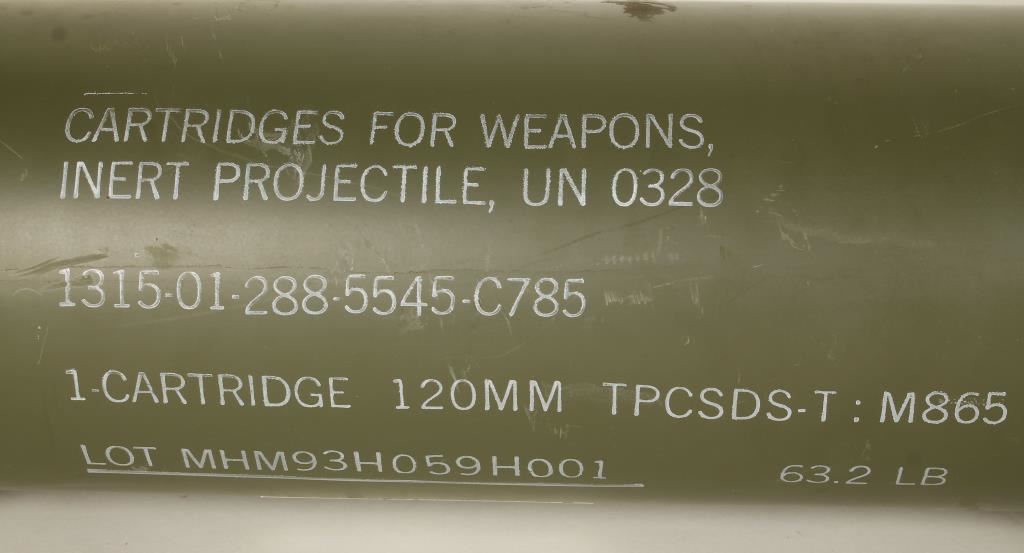 CARTRIDGES FOR WEAPONS,
INERT PROJECTILE, UN 0328
1315-01-288-5545-C785
1-CARTRIDGE 120MM TPCSDS-T : M865
LOT MHM93H059H001 63.2 LB